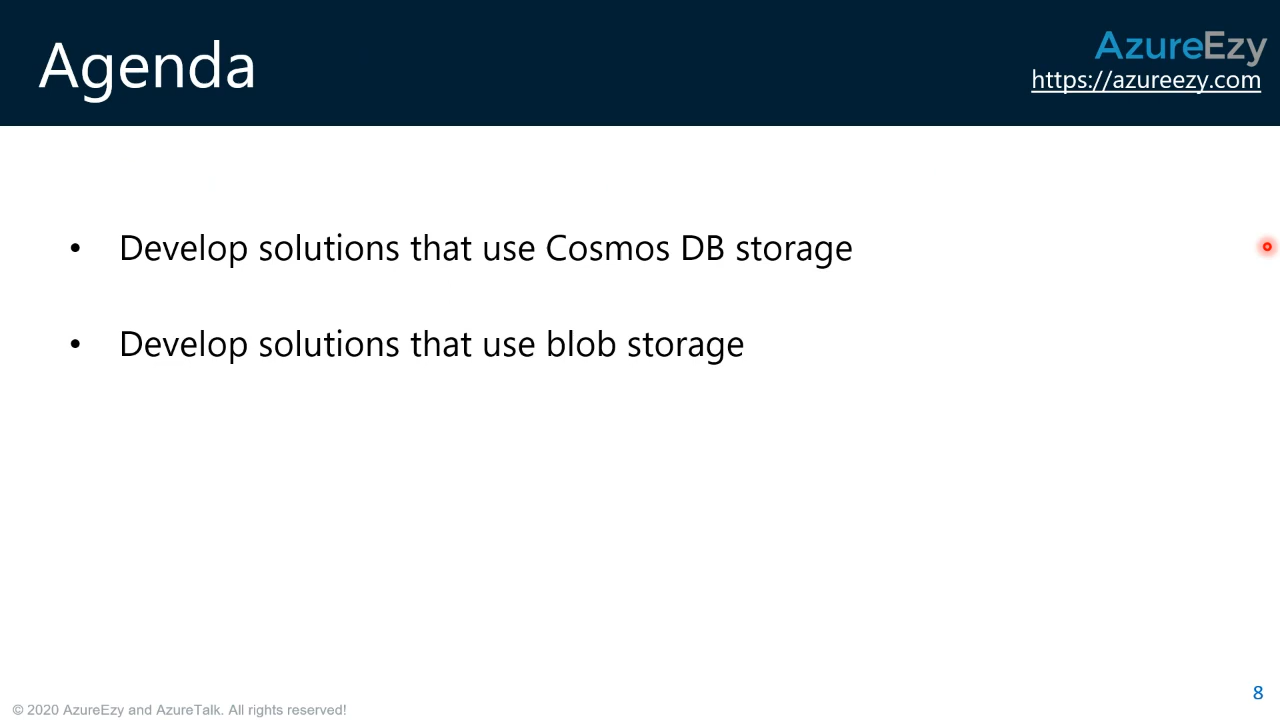 Agenda
AzureEzy
https://azureezy.com
• Develop solutions that use Cosmos DB storage
• Develop solutions that use blob storage
© 2020 AzureEzy and AzureTalk. All rights reserved!
8